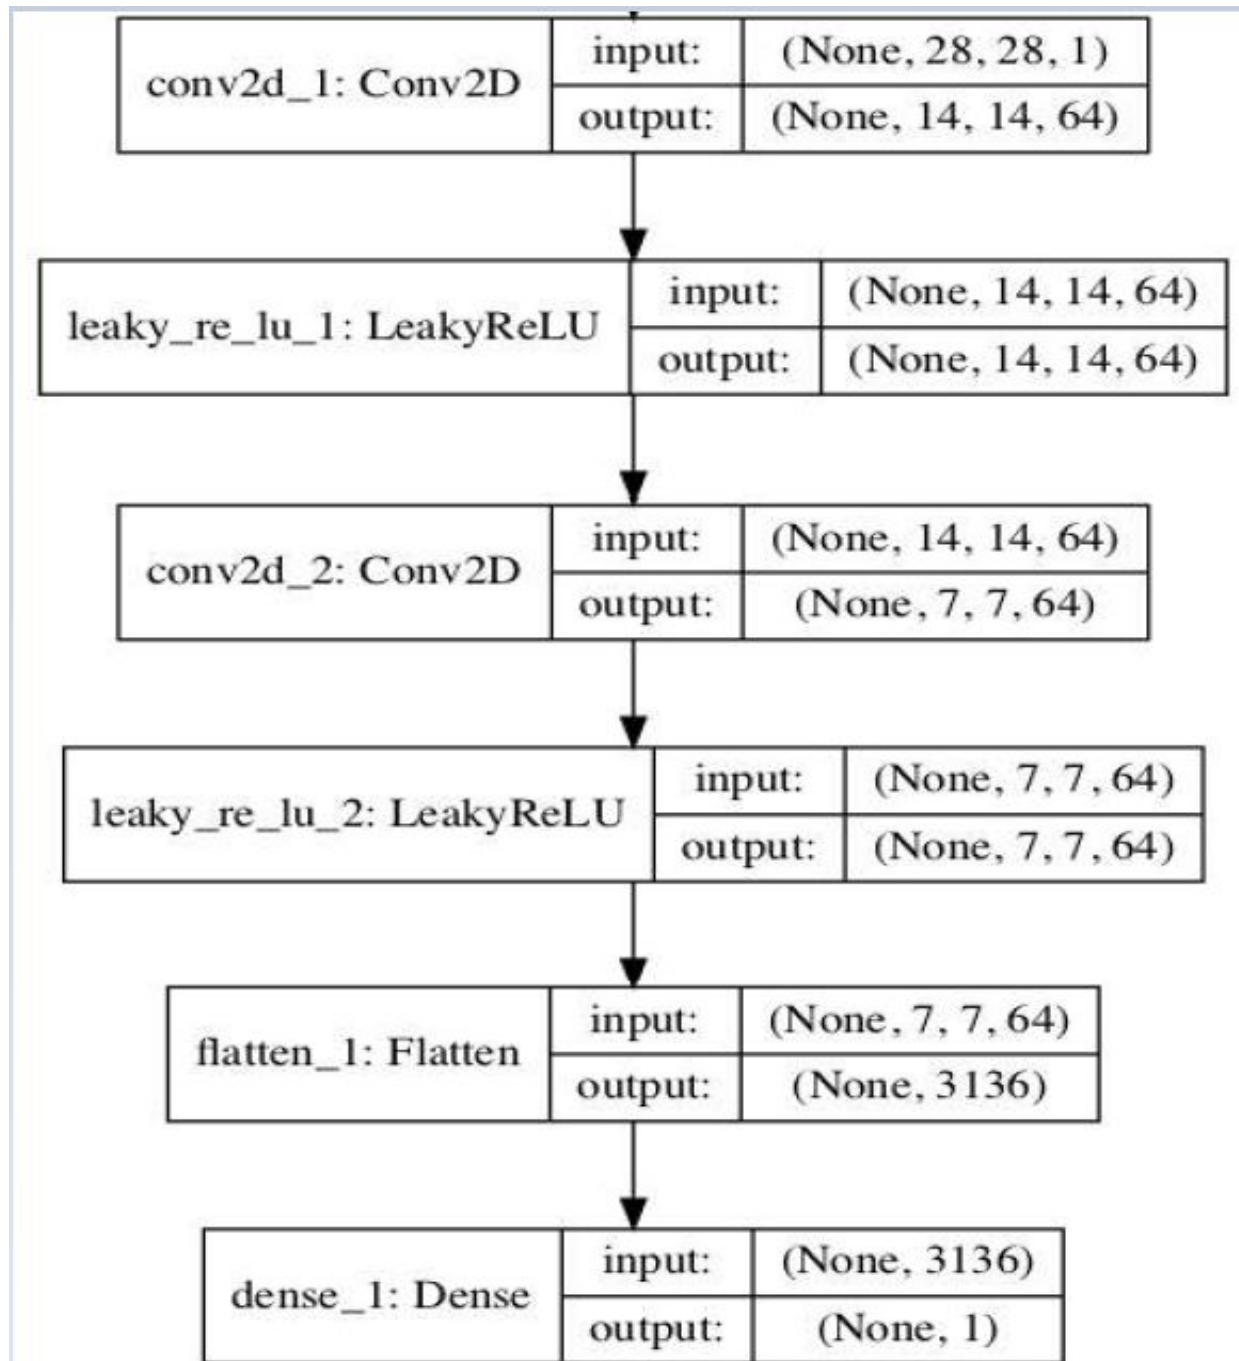 conv2d_1: Conv2D
input: (None, 28, 28, 1)
output: (None, 14, 14, 64)
leaky_re_lu_1: LeakyReLU
input: (None, 14, 14, 64)
output: (None, 14, 14, 64)
conv2d_2: Conv2D
input: (None, 14, 14, 64)
output: (None, 7, 7, 64)
leaky_re_lu_2: LeakyReLU
input: (None, 7, 7, 64)
output: (None, 7, 7, 64)
flatten_1: Flatten
input: (None, 7, 7, 64)
output: (None, 3136)
dense_1: Dense
input: (None, 3136)
output: (None, 1)